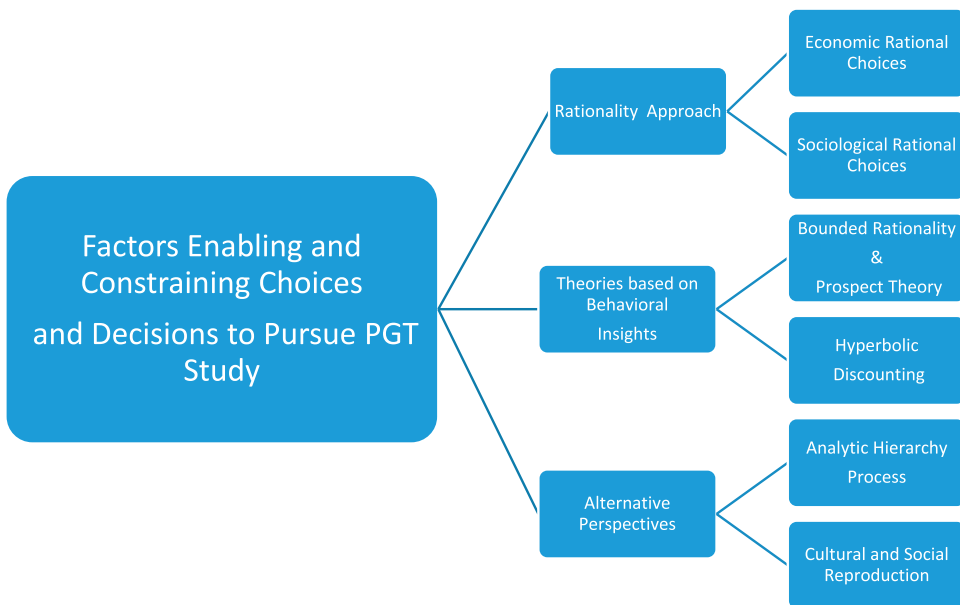 Factors Enabling and
Constraining Choices
and Decisions to Pursue PGT
Study
Rationality Approach
Economic Rational
Choices
Sociological Rational
Choices
Theories based on
Behavioral
Insights
Bounded Rationality
&
Prospect Theory
Hyperbolic
Discounting
Alternative
Perspectives
Analytic Hierarchy
Process
Cultural and Social
Reproduction